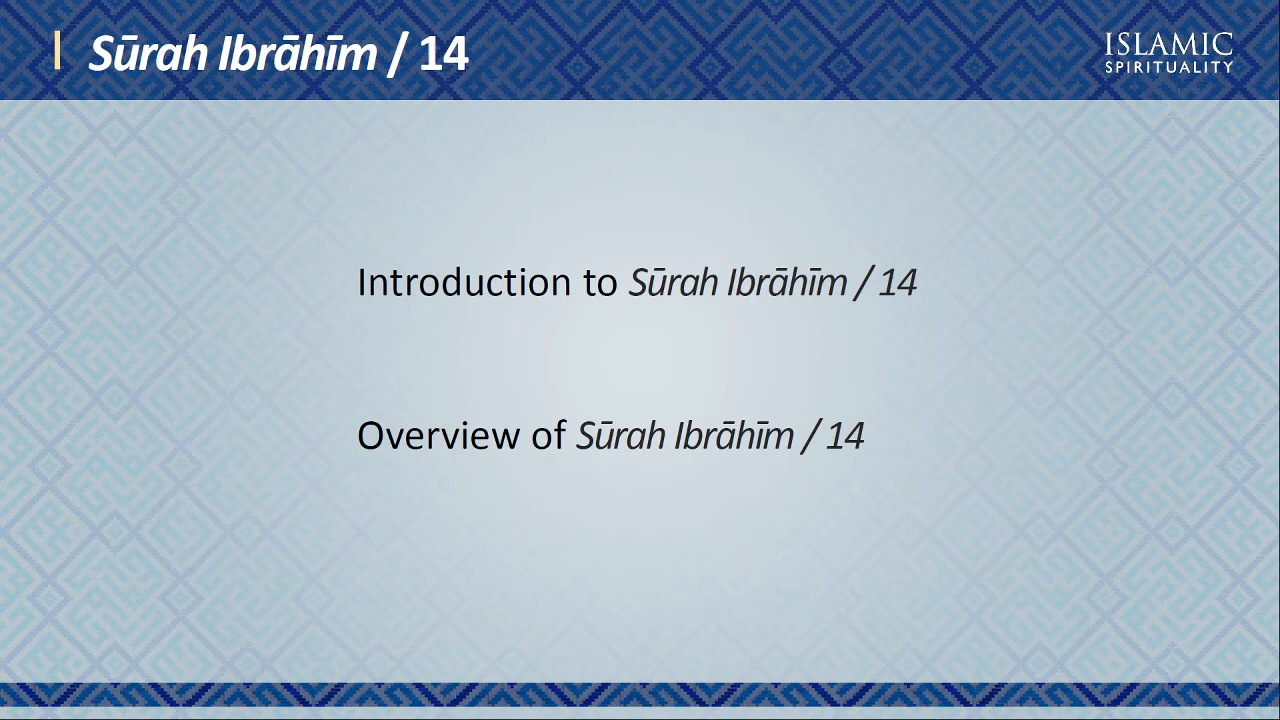 Sūrah Ibrāhīm / 14
ISLAMIC
SPIRITUALITY
Introduction to Sūrah Ibrāhīm / 14
Overview of Sūrah Ibrāhīm / 14